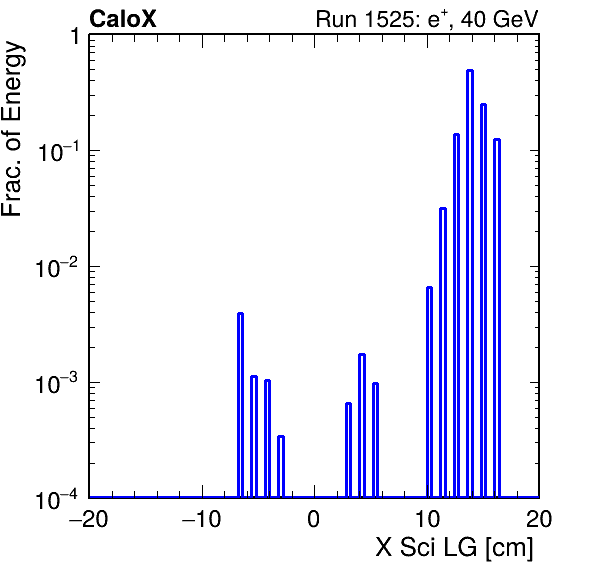 CaloX Run 1525: e⁺, 40 GeV
Frac. of Energy
1
10⁻¹
10⁻²
10⁻³
10⁻⁴
−20 −10 0 10 20
X Sci LG [cm]